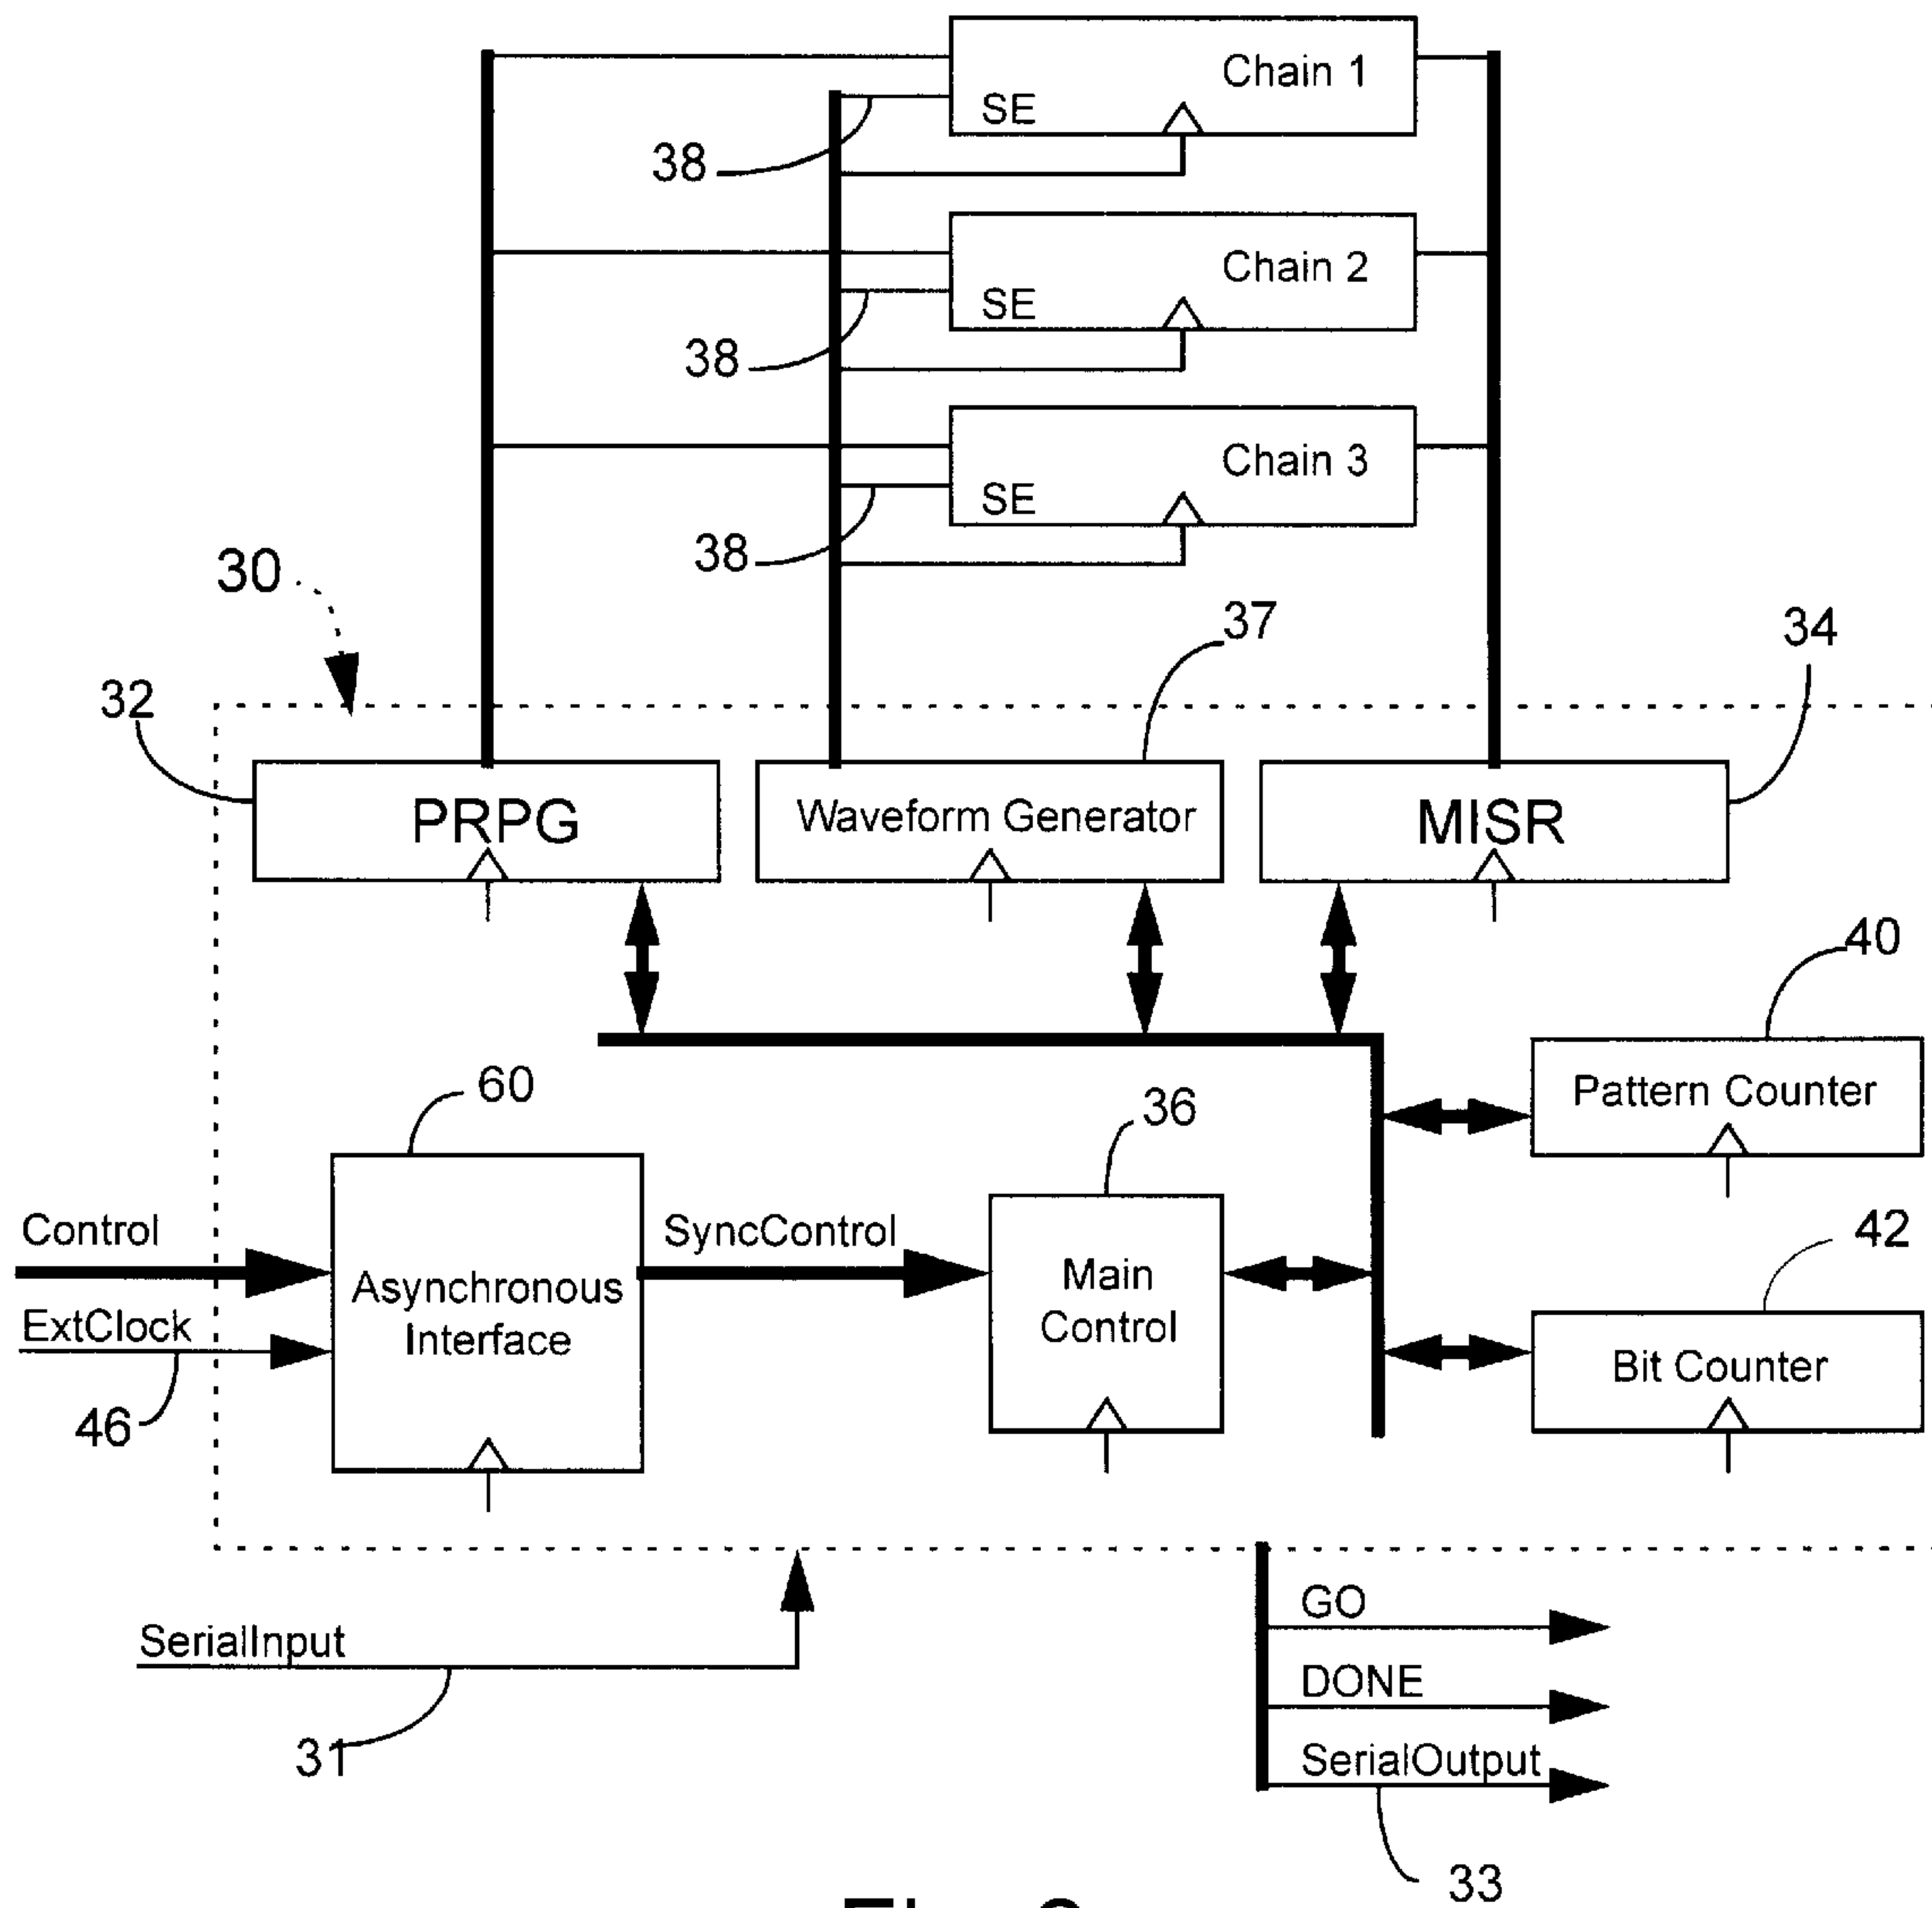 Chain 1
SE
38
Chain 2
SE
38
Chain 3
SE
38
30
37
34
32
PRPG
Waveform Generator
MISR
40
60
36
Pattern Counter
Control
SyncControl
42
Asynchronous
Interface
Main
Control
ExtClock
Bit Counter
46
GO
SerialInput
DONE
31
SerialOutput
33